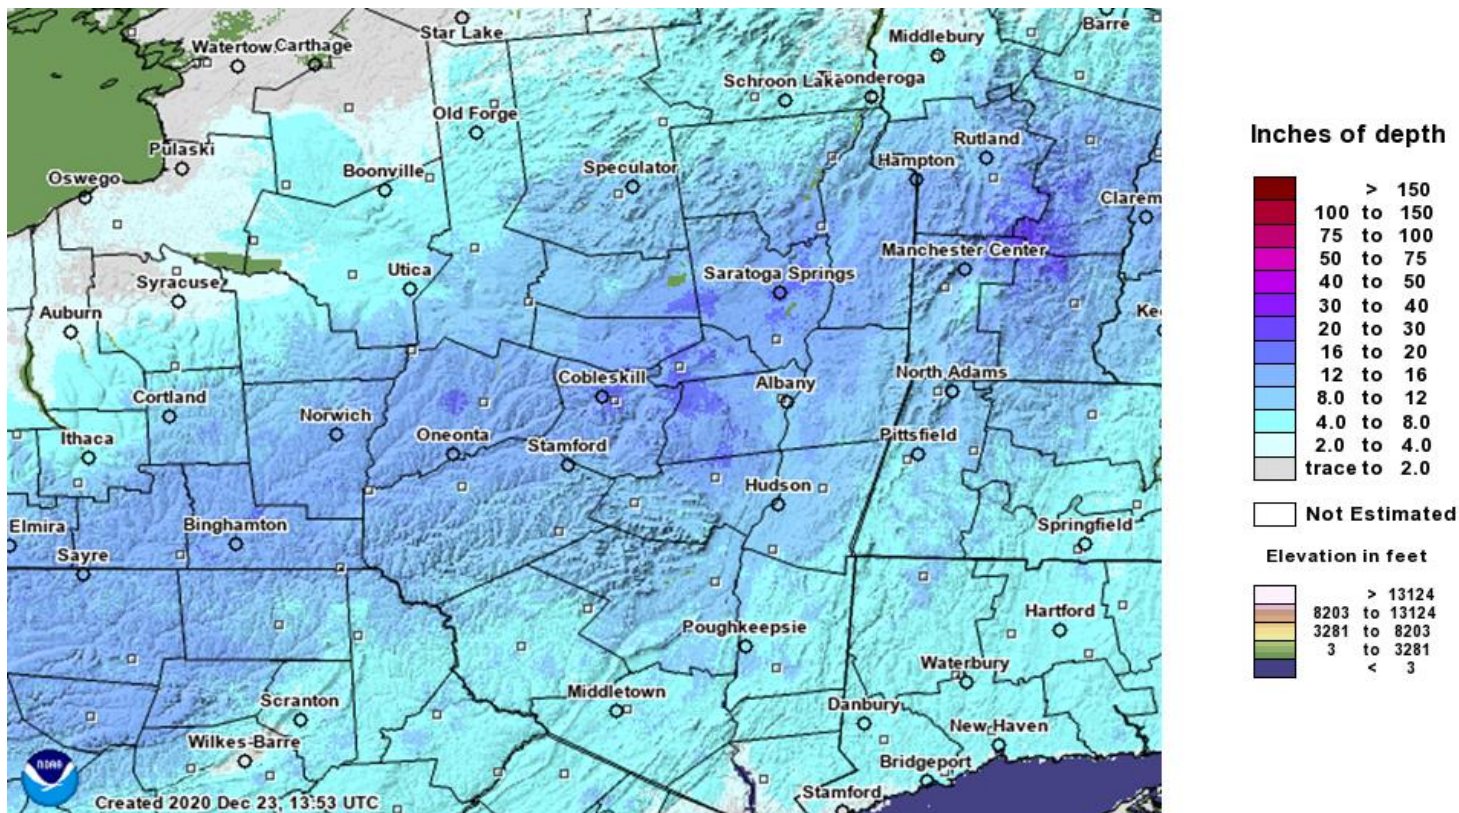 Barre
Star Lake
Middlebury
Carthage
Schroon Lake
Old Forge
Rutland
Pulaski
Hampton
Speculator
Boonville
Oswego
Manchester Center
Utica
Saratoga Springs
Syracuse
Auburn
North Adams
Cobleskill
Albany
Cortland
Norwich
Oneonta
Pittsfield
Ithaca
Stamford
Hudson
Elmira
Binghamton
Springfield
Sayre
Hartford
Poughkeepsie
Waterbury
Scranton
Middletown
Danbury
New Haven
Wilkes-Barre
Bridgeport
Stamford
NOAA
Created 2020 Dec 23, 13:53 UTC
Inches of depth
> 150
100 to 150
75 to 100
50 to 75
40 to 50
30 to 40
20 to 30
16 to 20
12 to 16
8.0 to 12
4.0 to 8.0
2.0 to 4.0
trace to 2.0
Not Estimated
Elevation in feet
> 13124
8203 to 13124
3281 to 8203
3 to 3281
< 3